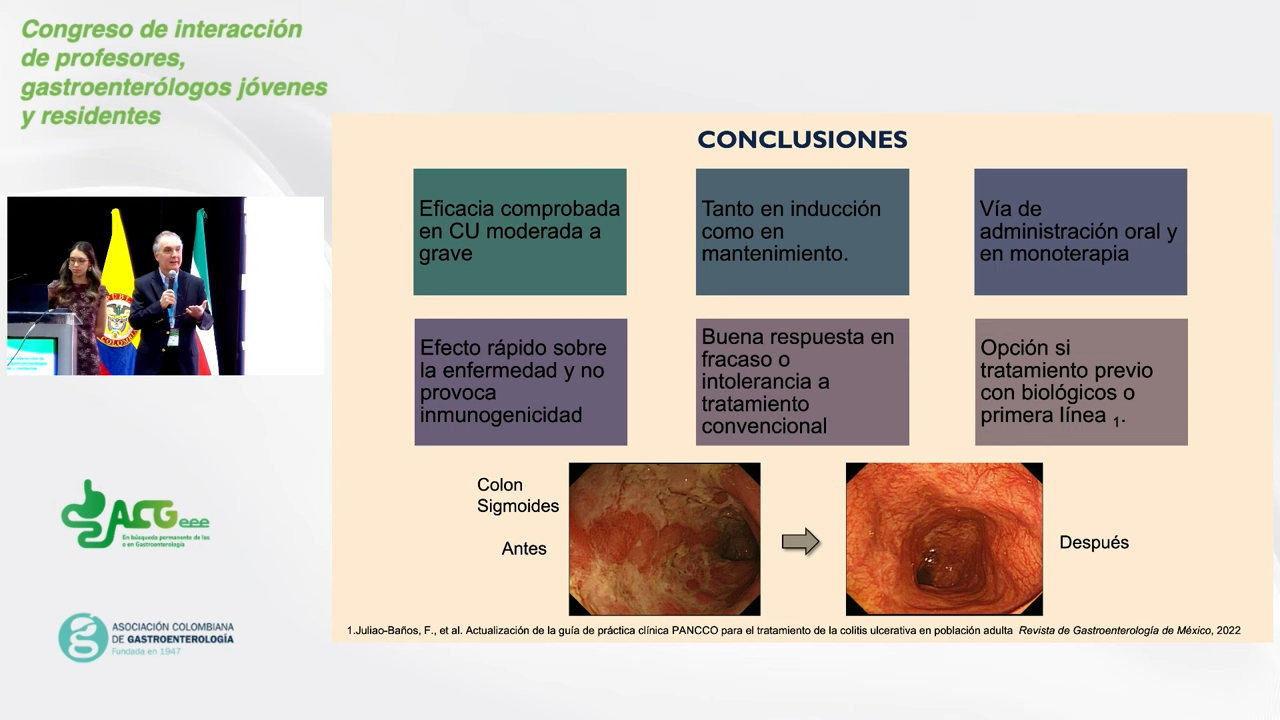 Congreso de interacción
de profesores,
gastroenterólogos jóvenes
y residentes
CONCLUSIONES
Eficacia comprobada
en CU moderada a
grave
Tanto en inducción
como en
mantenimiento.
Vía de
administración oral y
en monoterapia
Efecto rápido sobre
la enfermedad y no
provoca
inmunogenicidad
Buena respuesta en
fracaso o
intolerancia a
tratamiento
convencional
Opción si
tratamiento previo
con biológicos o
primera línea 1.
Colon
Sigmoides
Antes
Después
1.Juliao-Baños, F., et al. Actualización de la guía de práctica clínica PANCCO para el tratamiento de la colitis ulcerativa en población adulta Revista de Gastroenterología de México, 2022
ACGeee
En búsqueda permanente de las
e en Gastroenterología
ASOCIACIÓN COLOMBIANA
DE GASTROENTEROLOGÍA
Fundada en 1947